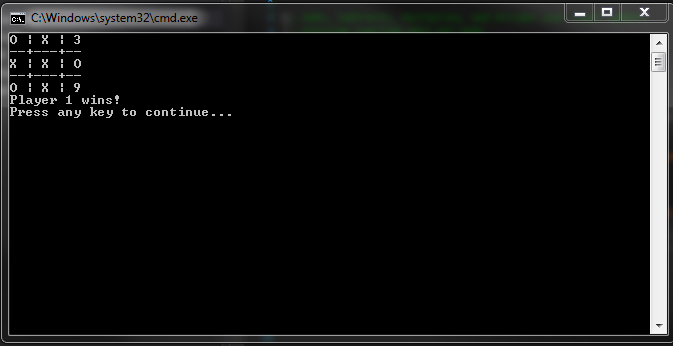 C:\Windows\system32\cmd.exe
O | X | 3
--+---+--
X | X | O
--+---+--
O | X | 9
Player 1 wins!
Press any key to continue...